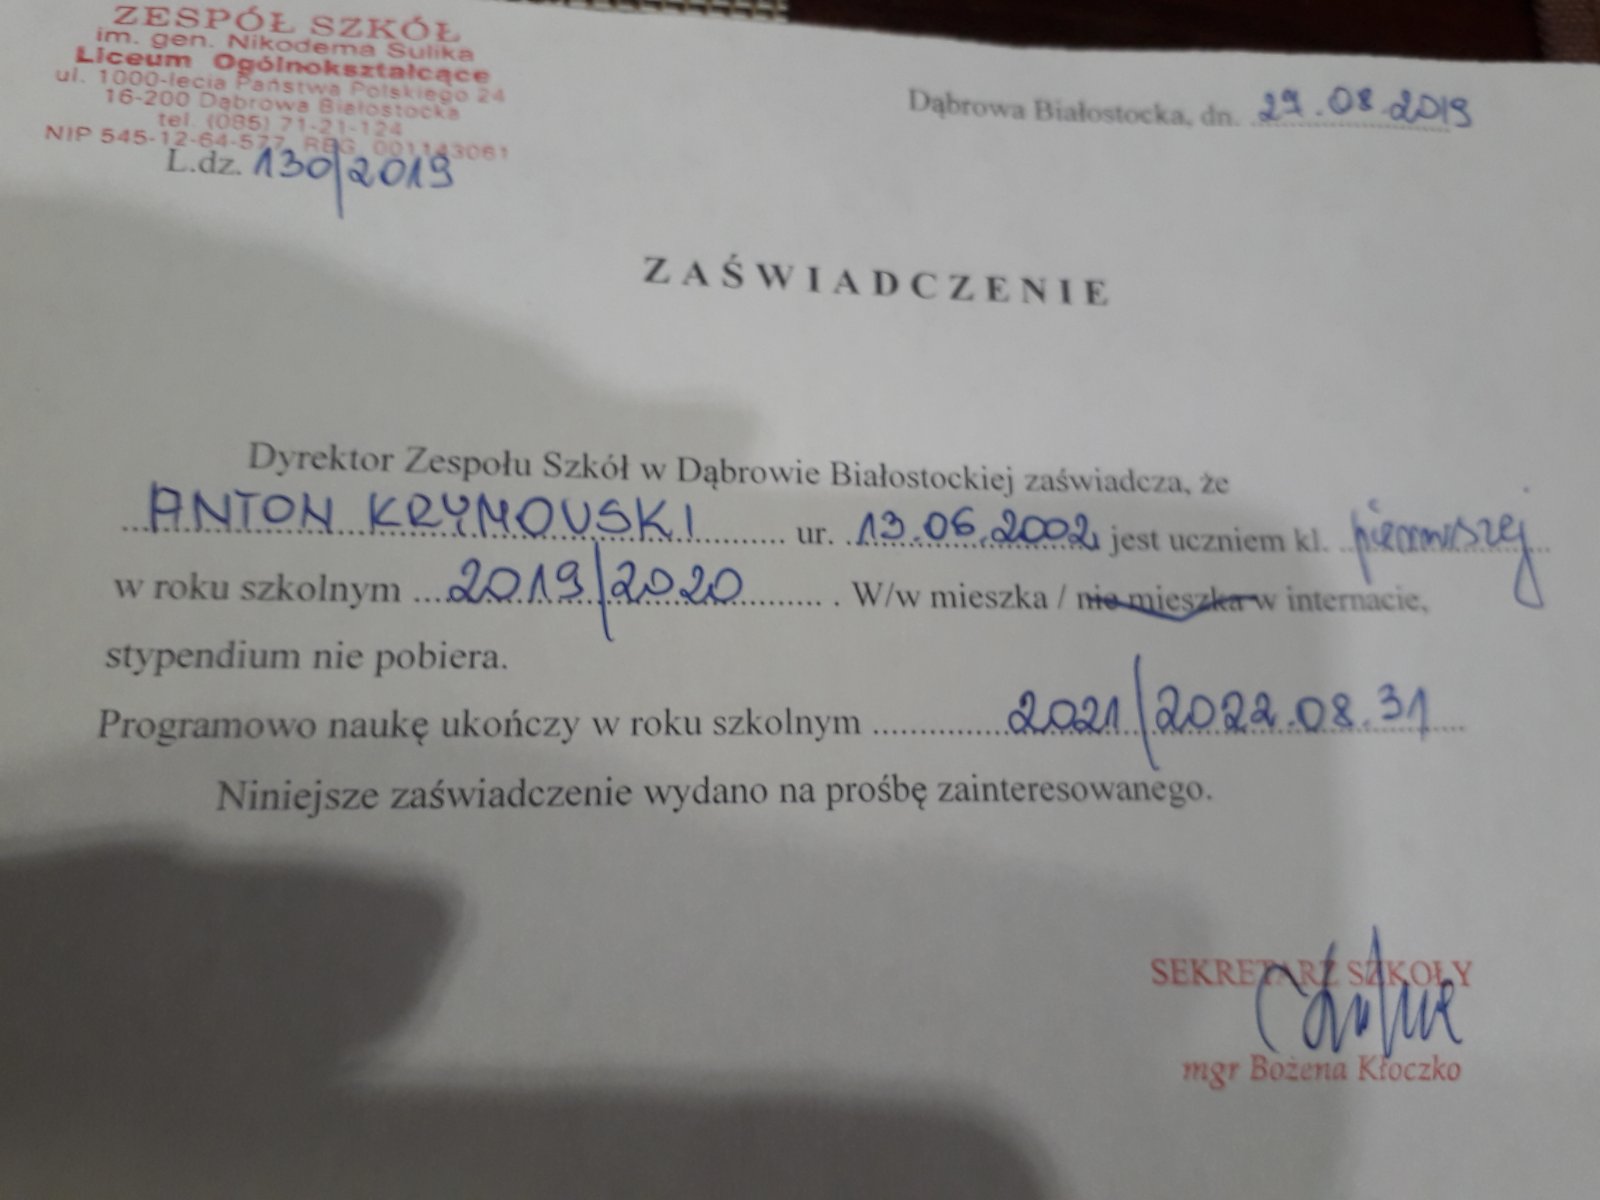 ZESPÓŁ SZKÓŁ
im. gen. Nikodema Sulika
Liceum Ogólnokształcące
ul. 1000-lecia Państwa Polskiego 24
16-200 Dąbrowa Białostocka
tel. (085) 71-21-124
NIP 545-12-64-577, REG. 001143061
L.dz. 130/2019
Dąbrowa Białostocka, dn. 29.08.2019
ZAŚWIADCZENIE
Dyrektor Zespołu Szkół w Dąbrowie Białostockiej zaświadcza, że
ANTON KRYMOUSKI ur. 13.06.2002 jest uczniem kl. pierwszej
w roku szkolnym 2019/2020 . W/w mieszka / nie mieszka w internacie,
stypendium nie pobiera.
Programowo naukę ukończy w roku szkolnym 2021/2022.08.31
Niniejsze zaświadczenie wydano na prośbę zainteresowanego.
SEKRETARZ SZKOŁY
mgr Bożena Kłoczko